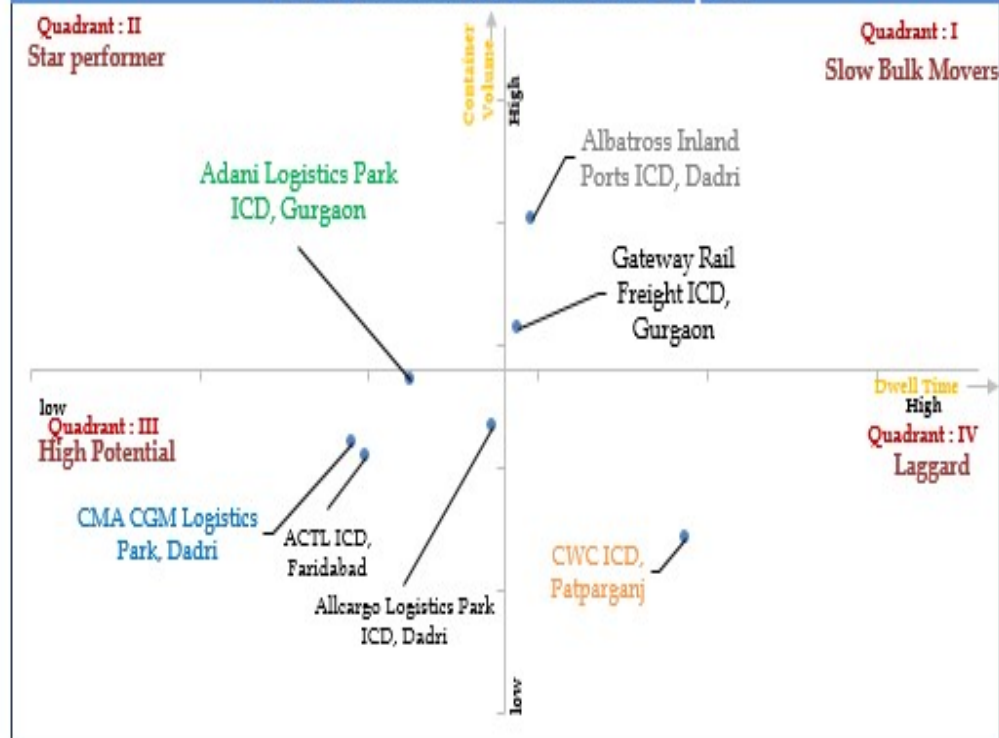 Quadrant : II
Star performer
Quadrant : I
Slow Bulk Movers
Container
Volume
High
Albatross Inland
Ports ICD, Dadri
Adani Logistics Park
ICD, Gurgaon
Gateway Rail
Freight ICD,
Gurgaon
Dwell Time
High
low
Quadrant : III
High Potential
Quadrant : IV
Laggard
CMA CGM Logistics
Park, Dadri
ACTL ICD,
Faridabad
CWC ICD,
Patparganj
Allcargo Logistics Park
ICD, Dadri
low